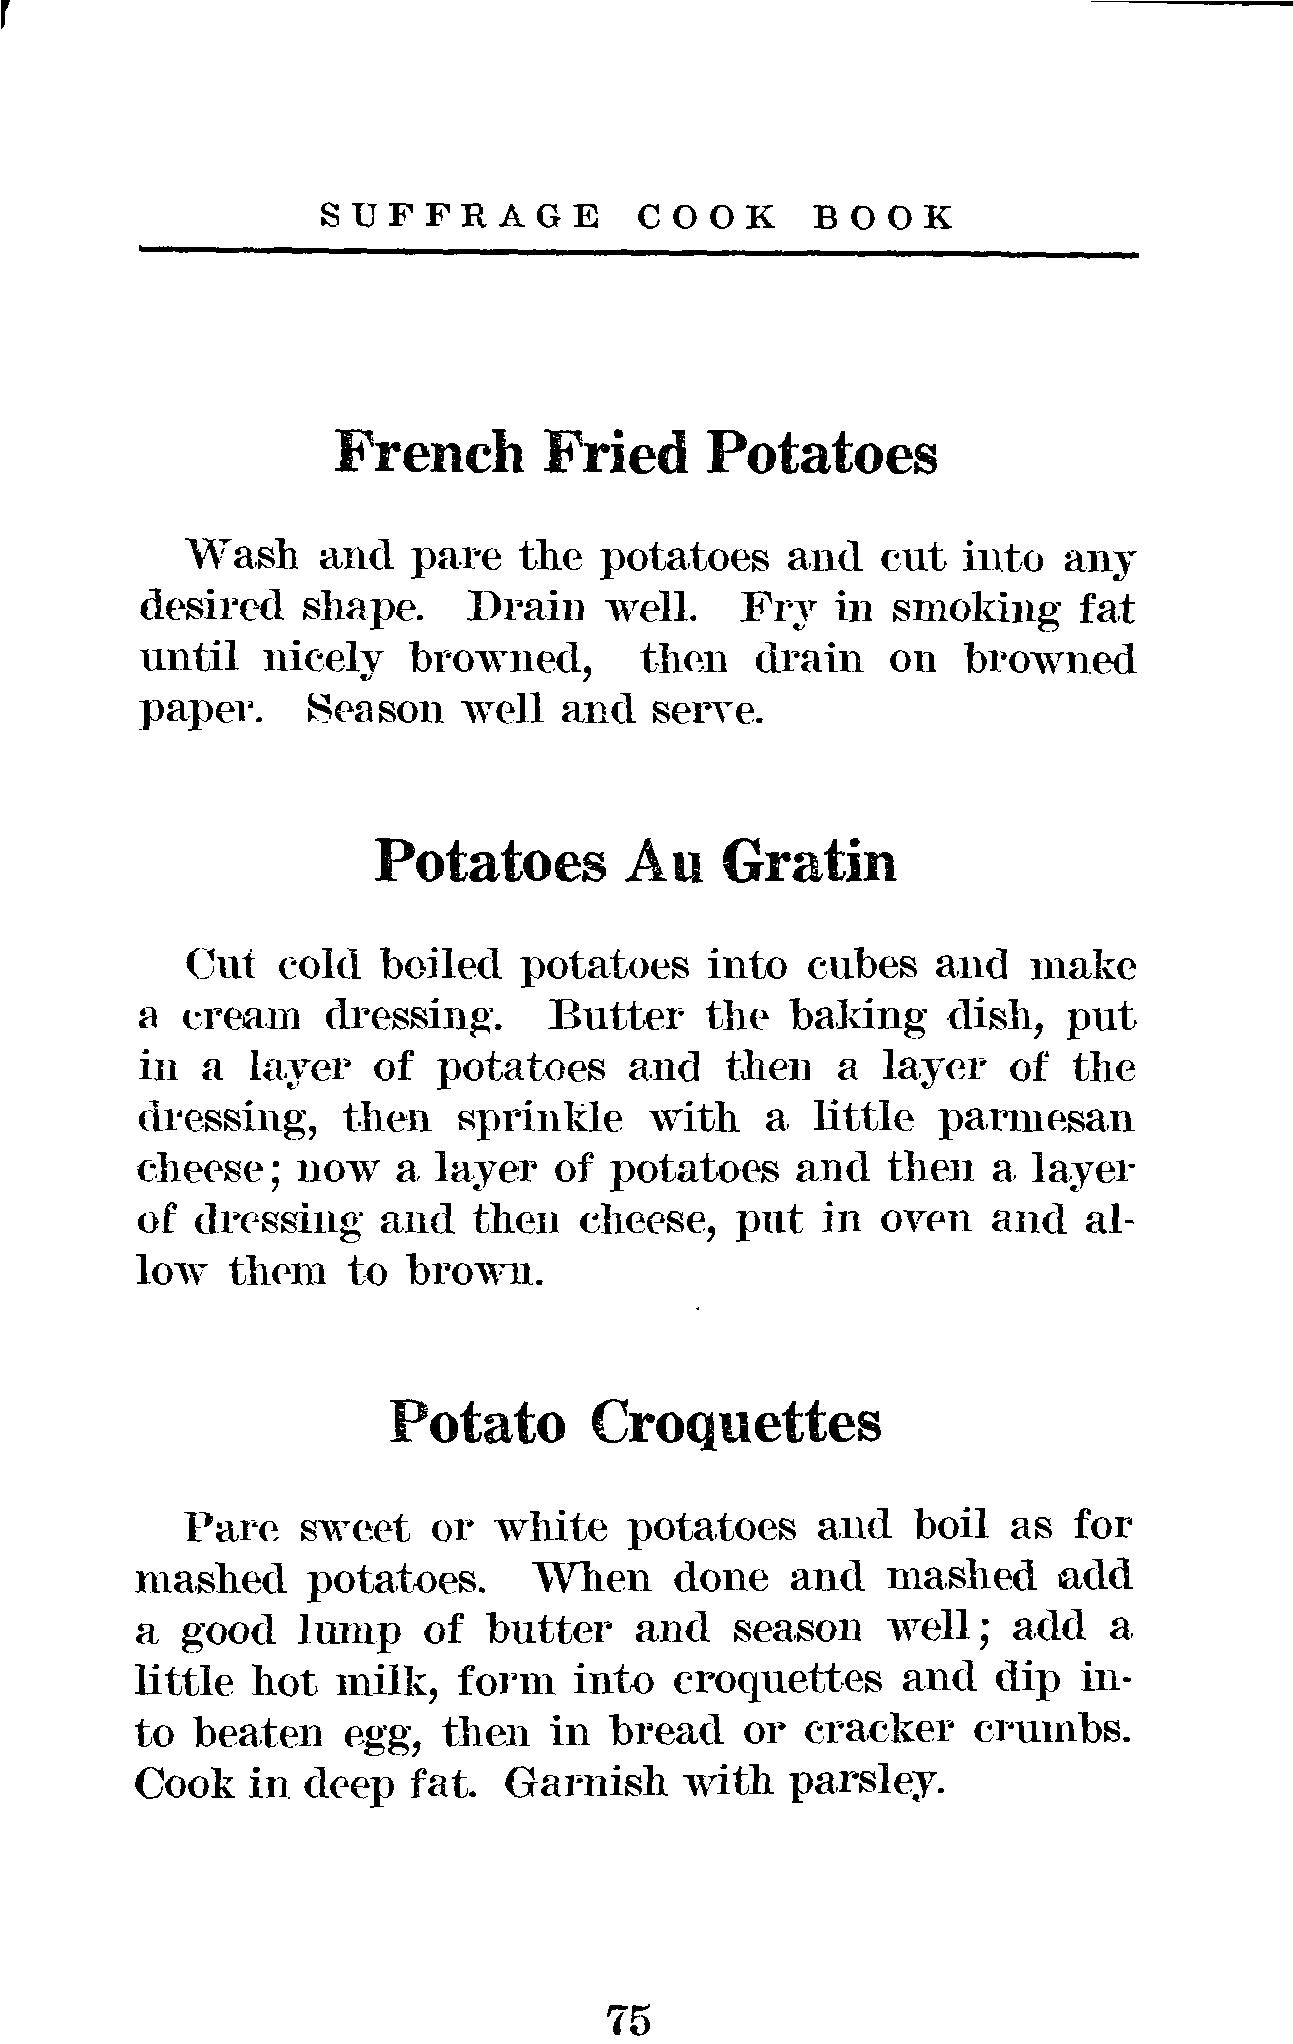 SUFFRAGE COOK BOOK
French Fried Potatoes
Wash and pare the potatoes and cut into any
desired shape. Drain well. Fry in smoking fat
until nicely browned, then drain on browned
paper. Season well and serve.
Potatoes Au Gratin
Cut cold boiled potatoes into cubes and make
a cream dressing. Butter the baking dish, put
in a layer of potatoes and then a layer of the
dressing, then sprinkle with a little parmesan
cheese; now a layer of potatoes and then a layer
of dressing and then cheese, put in oven and al-
low them to brown.
Potato Croquettes
Pare sweet or white potatoes and boil as for
mashed potatoes. When done and mashed add
a good lump of butter and season well; add a
little hot milk, form into croquettes and dip in-
to beaten egg, then in bread or cracker crumbs.
Cook in deep fat. Garnish with parsley.
75